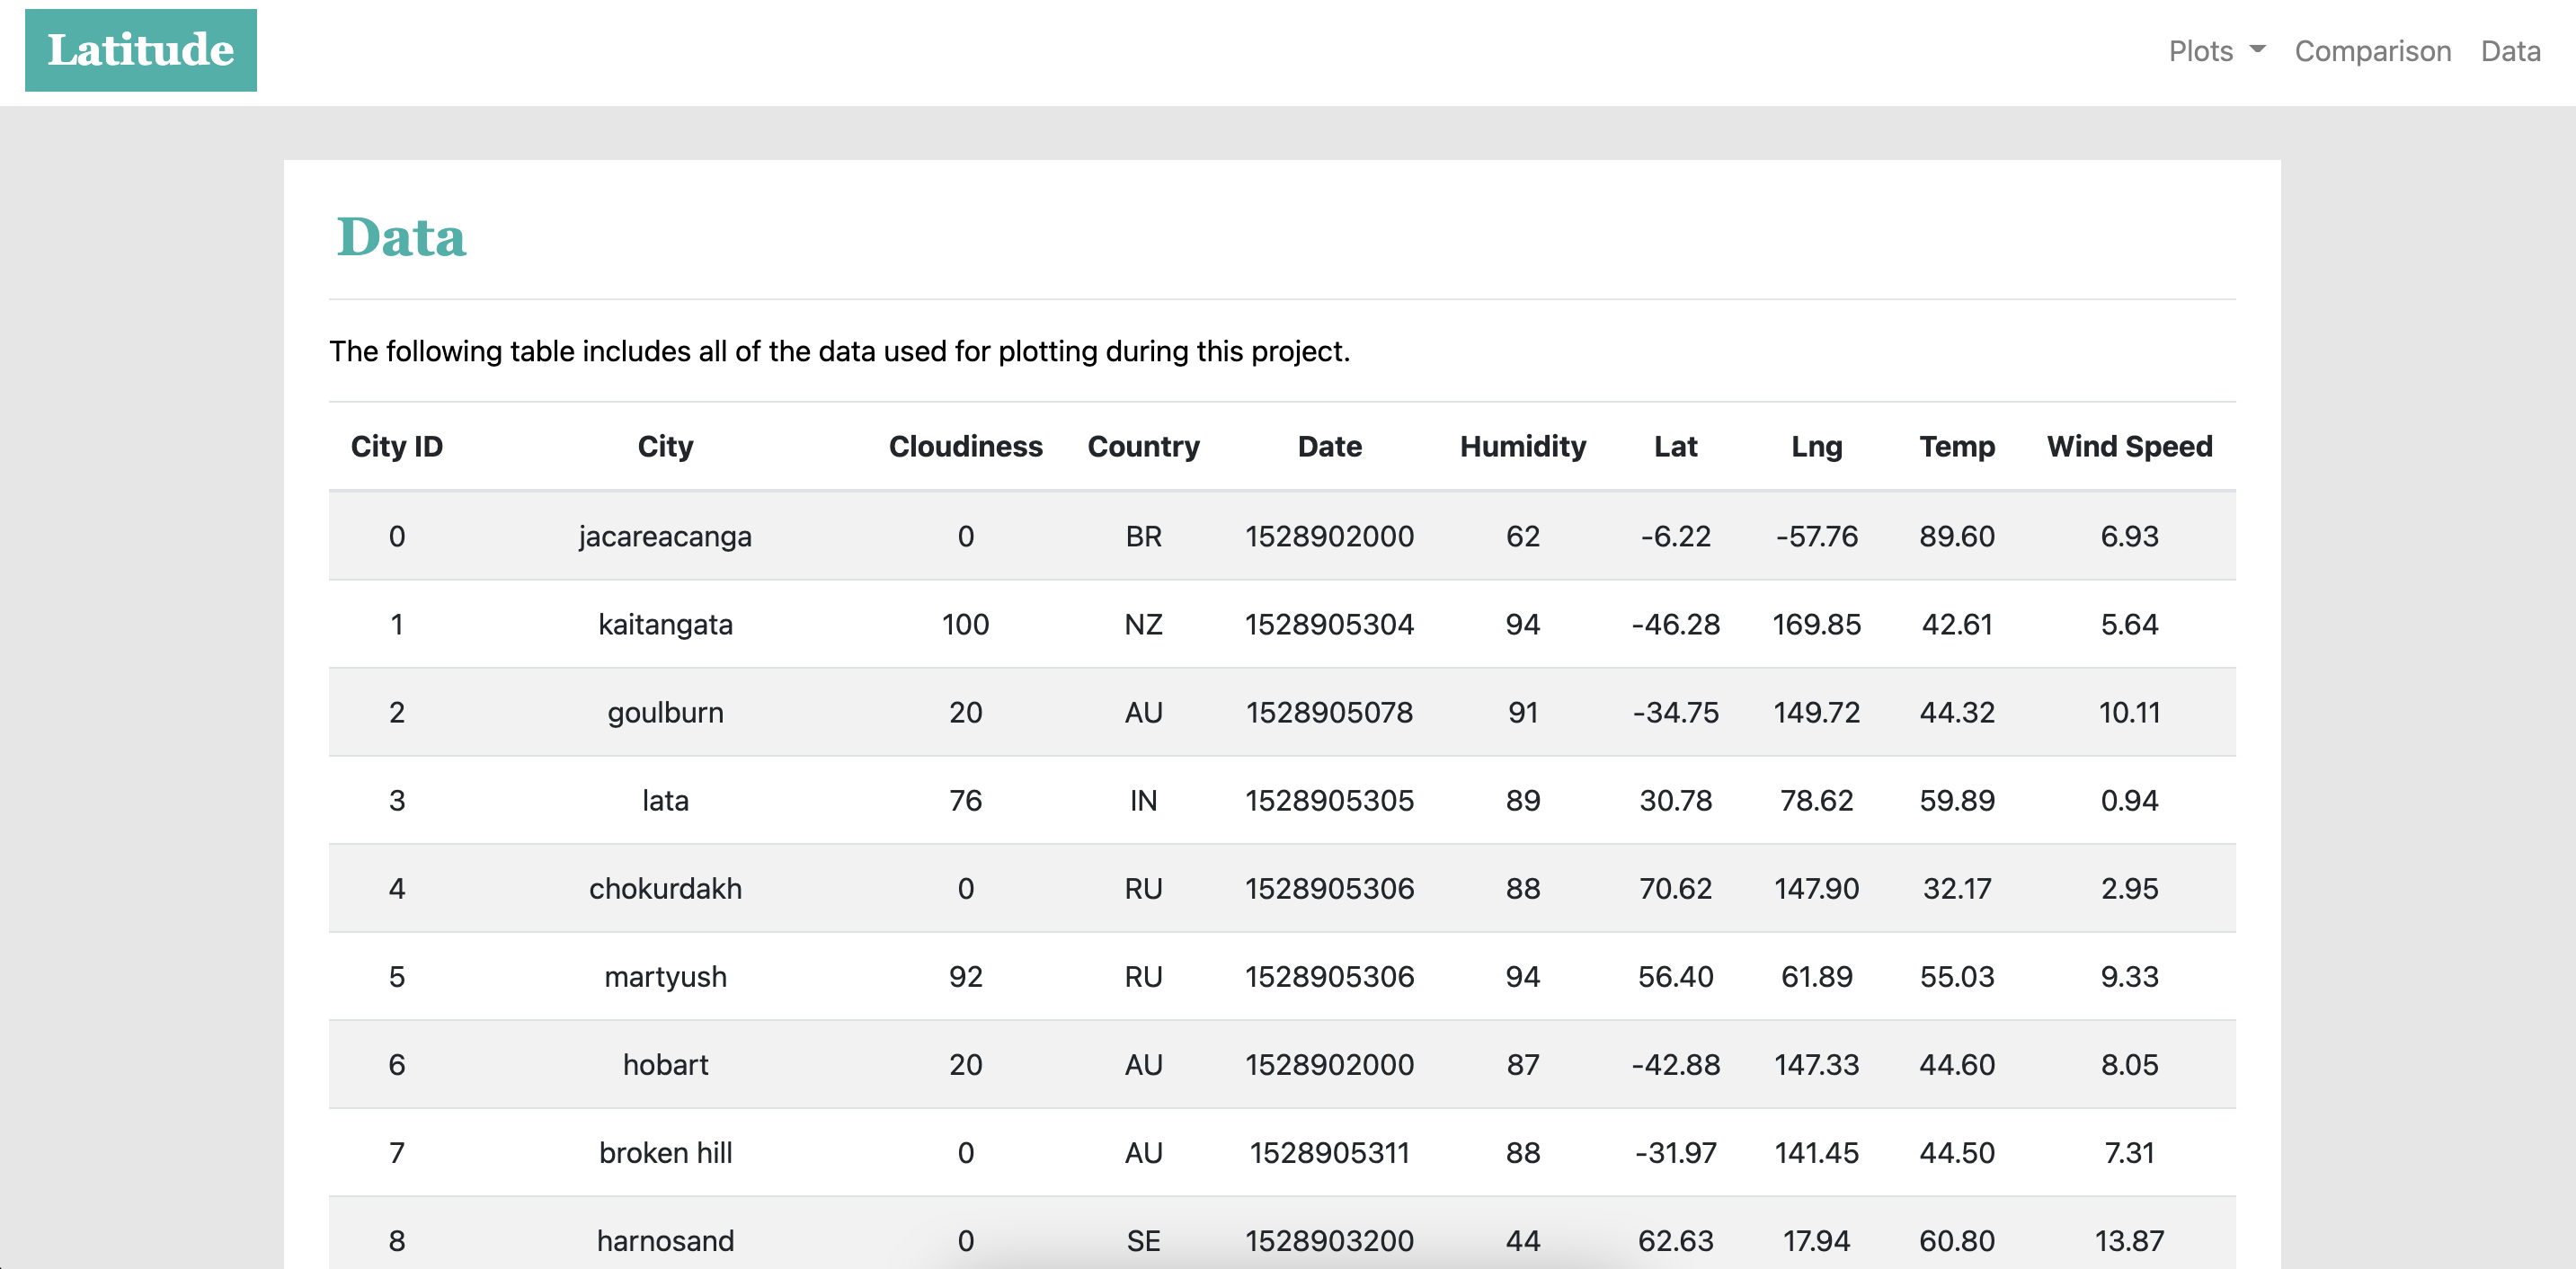 Latitude
Plots Comparison Data
Data
The following table includes all of the data used for plotting during this project.
City ID City Cloudiness Country Date Humidity Lat Lng Temp Wind Speed
0 jacareacanga 0 BR 1528902000 62 -6.22 -57.76 89.60 6.93
1 kaitangata 100 NZ 1528905304 94 -46.28 169.85 42.61 5.64
2 goulburn 20 AU 1528905078 91 -34.75 149.72 44.32 10.11
3 lata 76 IN 1528905305 89 30.78 78.62 59.89 0.94
4 chokurdakh 0 RU 1528905306 88 70.62 147.90 32.17 2.95
5 martyush 92 RU 1528905306 94 56.40 61.89 55.03 9.33
6 hobart 20 AU 1528902000 87 -42.88 147.33 44.60 8.05
7 broken hill 0 AU 1528905311 88 -31.97 141.45 44.50 7.31
8 harnosand 0 SE 1528903200 44 62.63 17.94 60.80 13.87